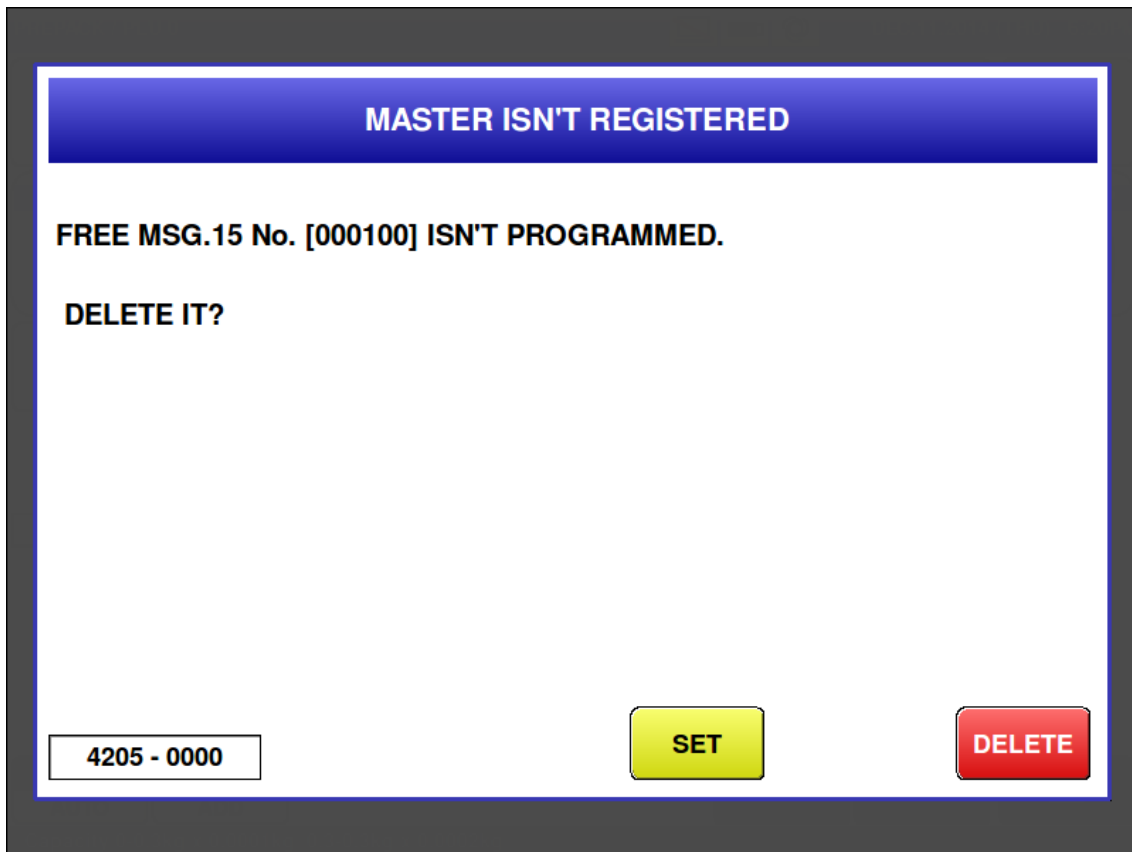 MASTER ISN'T REGISTERED
FREE MSG.15 No. [000100] ISN'T PROGRAMMED.
DELETE IT?
4205 - 0000
SET
DELETE